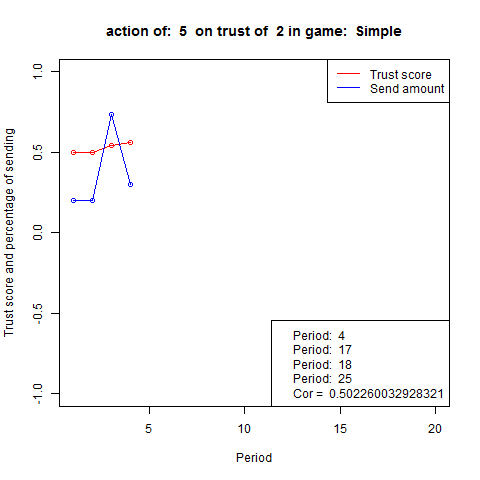 action of:  5  on trust of  2 in game:  Simple
Trust score
Send amount
Trust score and percentage of sending
1.0
0.5
0.0
-0.5
-1.0
Period:  4
Period:  17
Period:  18
Period:  25
Cor =  0.502260032928321
5 10 15 20
Period